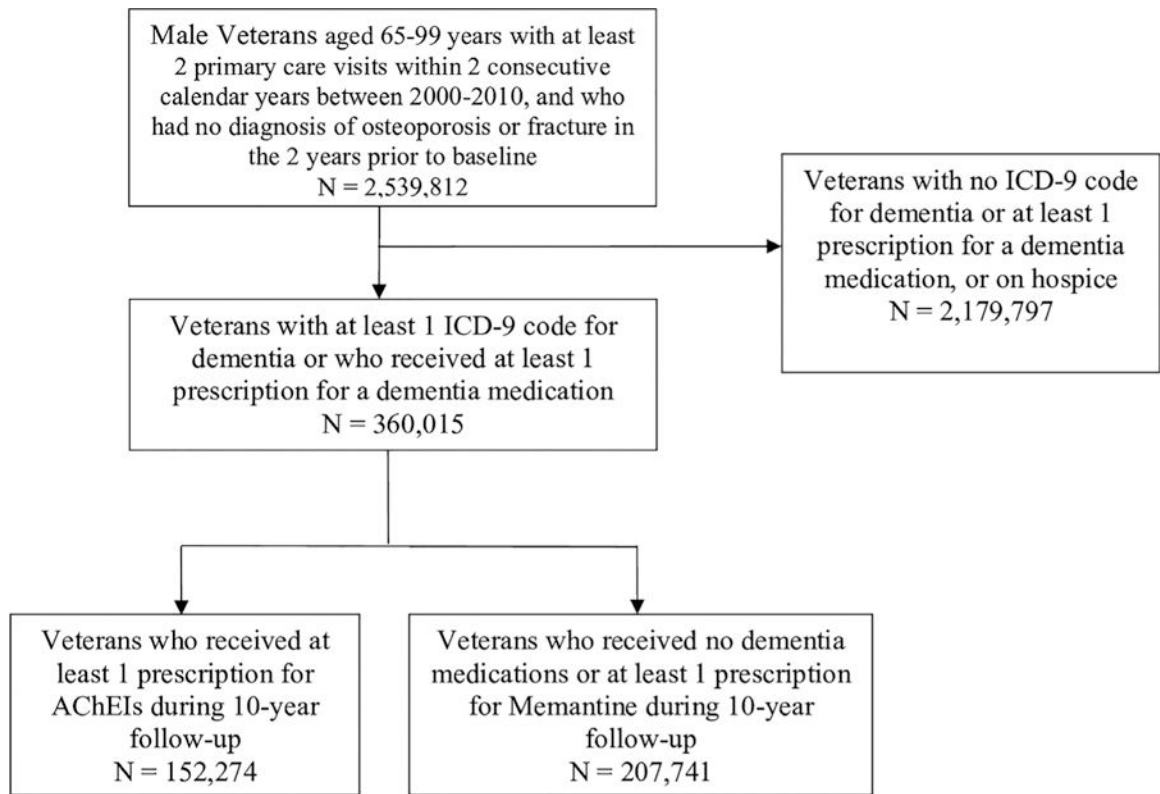 Male Veterans aged 65-99 years with at least
2 primary care visits within 2 consecutive
calendar years between 2000-2010, and who
had no diagnosis of osteoporosis or fracture in
the 2 years prior to baseline
N = 2,539,812
Veterans with no ICD-9 code
for dementia or at least 1
prescription for a dementia
medication, or on hospice
N = 2,179,797
Veterans with at least 1 ICD-9 code for
dementia or who received at least 1
prescription for a dementia medication
N = 360,015
Veterans who received at
least 1 prescription for
AChEIs during 10-year
follow-up
N = 152,274
Veterans who received no dementia
medications or at least 1 prescription
for Memantine during 10-year
follow-up
N = 207,741